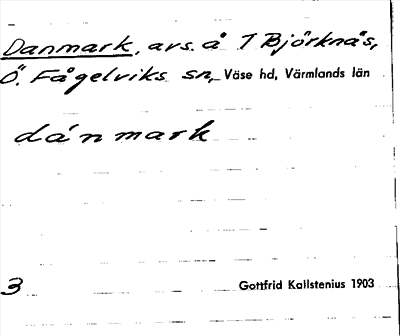 Danmark, avs. å 1 Björknäs,
Ö. Fågelviks sn, Väse hd, Värmlands län
dánmark
3 Gottfrid Kallstenius 1903